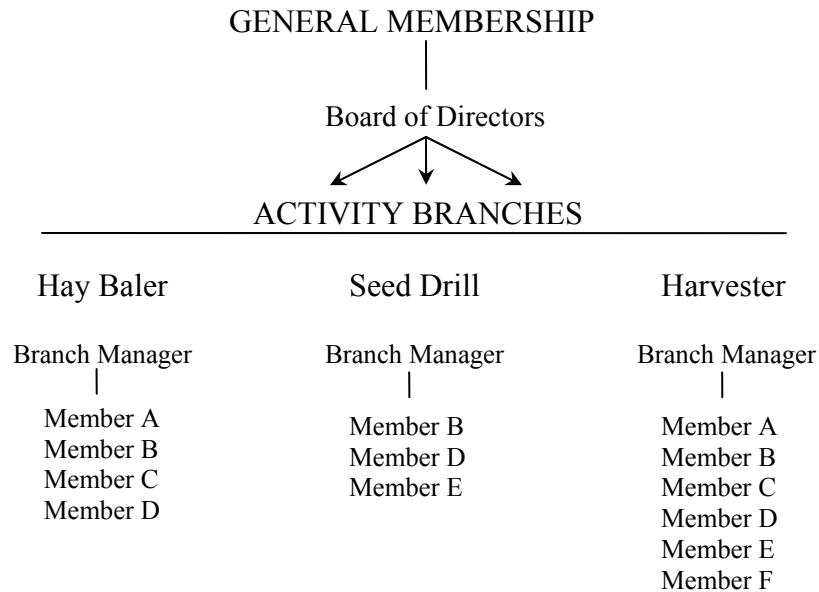 GENERAL MEMBERSHIP
Board of Directors
ACTIVITY BRANCHES
Hay Baler
Branch Manager
Member A
Member B
Member C
Member D
Seed Drill
Branch Manager
Member B
Member D
Member E
Harvester
Branch Manager
Member A
Member B
Member C
Member D
Member E
Member F